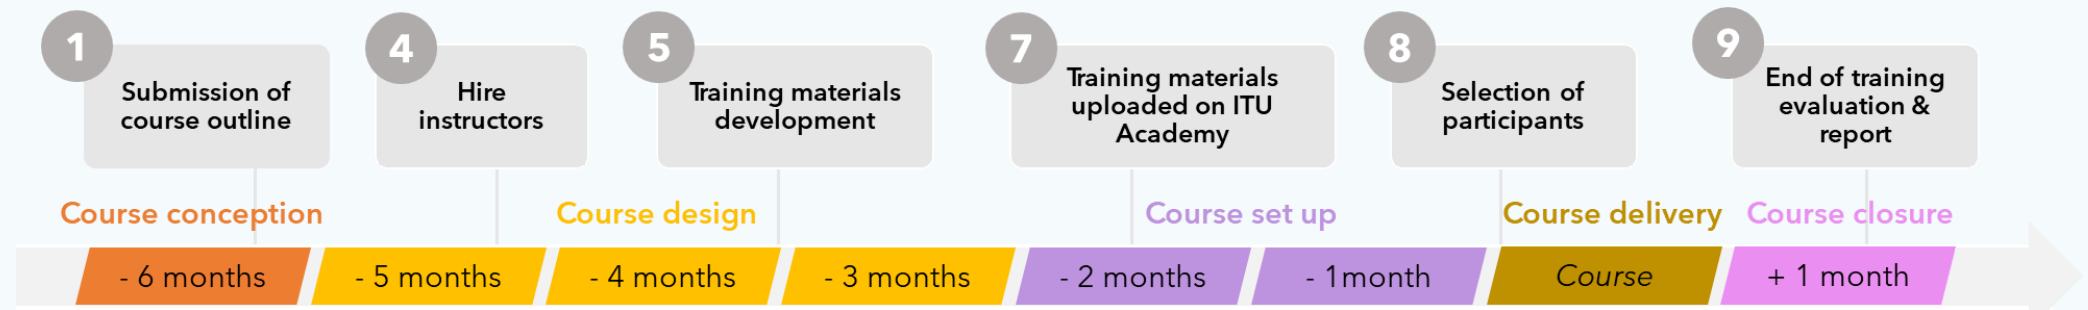 1
Submission of
course outline
4
Hire
instructors
5
Training materials
development
7
Training materials
uploaded on ITU
Academy
8
Selection of
participants
9
End of training
evaluation &
report
Course conception
Course design
Course set up
Course delivery
Course closure
- 6 months
- 5 months
- 4 months
- 3 months
- 2 months
- 1month
Course
+ 1 month